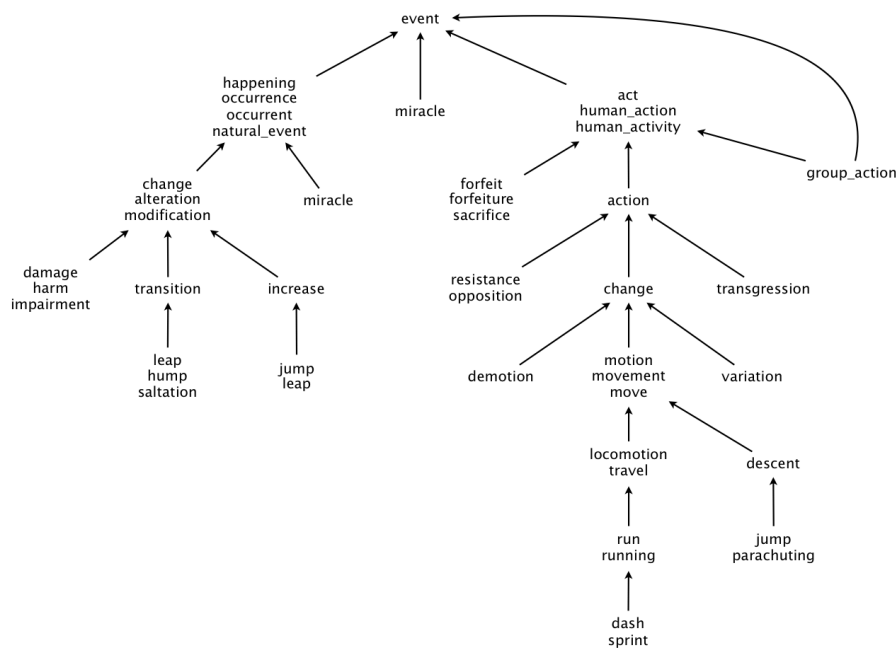 event
happening
occurrence
occurrent
natural_event
miracle
act
human_action
human_activity
group_action
change
alteration
modification
miracle
forfeit
forfeiture
sacrifice
action
damage
harm
impairment
transition
increase
resistance
opposition
change
transgression
leap
hump
saltation
jump
leap
demotion
motion
movement
move
variation
locomotion
travel
descent
run
running
jump
parachuting
dash
sprint